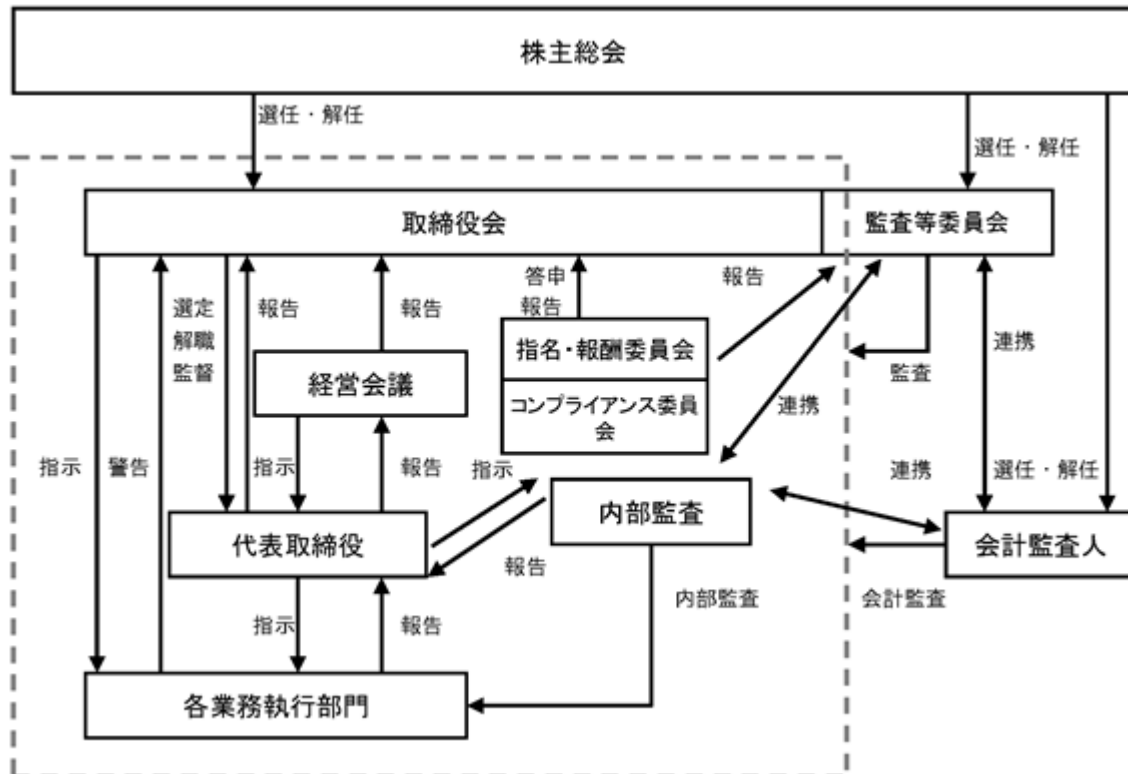 株主総会
選任・解任
選任・解任
取締役会
監査等委員会
選定
解職
監督
報告
報告
答申
報告
報告
指名・報酬委員会
コンプライアンス委員
会
経営会議
監査
連携
連携
指示
警告
指示
報告
指示
連携
選任・解任
内部監査
代表取締役
会計監査人
報告
内部監査
会計監査
指示
報告
各業務執行部門